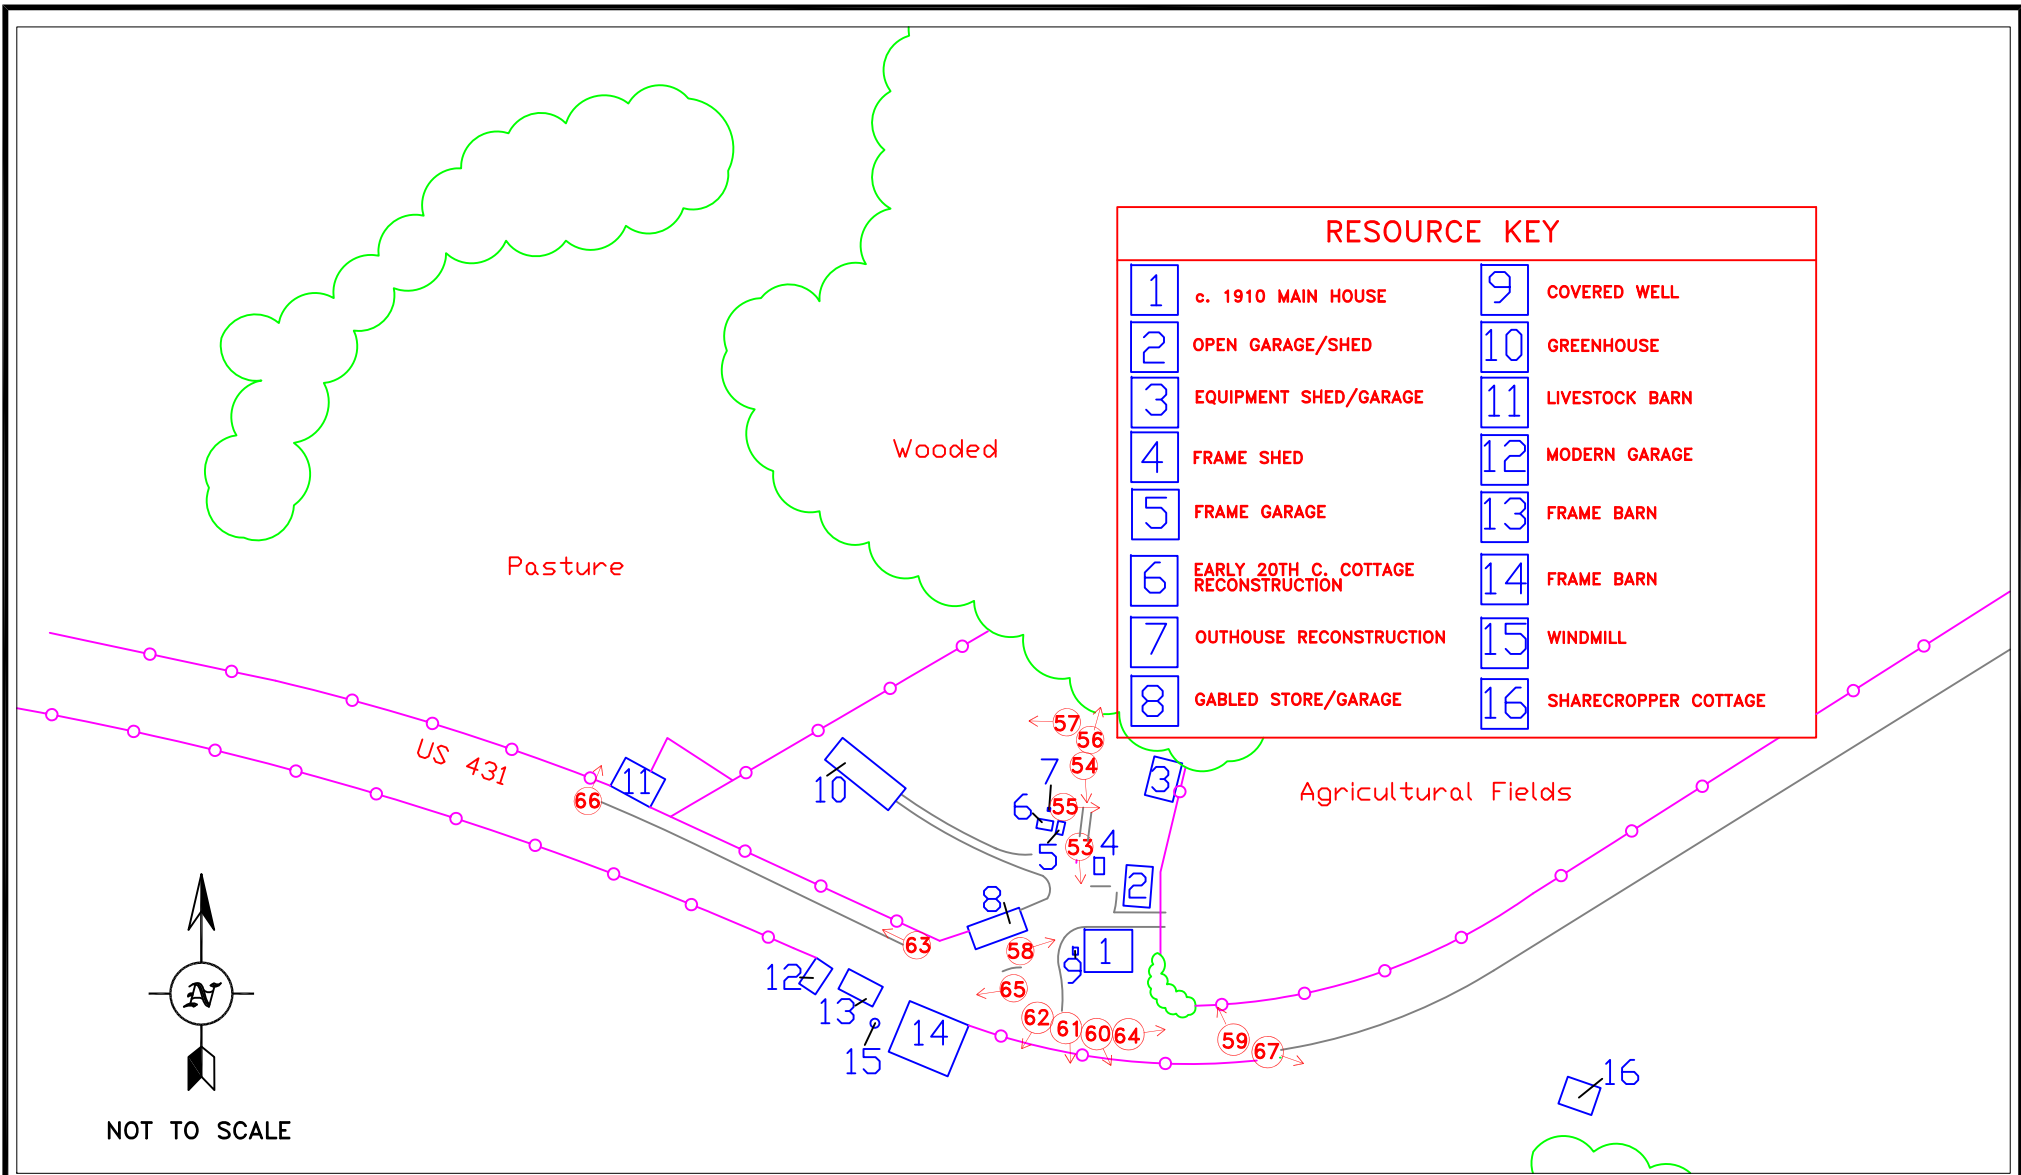 RESOURCE KEY
1 c. 1910 MAIN HOUSE
2 OPEN GARAGE/SHED
3 EQUIPMENT SHED/GARAGE
4 FRAME SHED
5 FRAME GARAGE
6 EARLY 20TH C. COTTAGE
RECONSTRUCTION
7 OUTHOUSE RECONSTRUCTION
8 GABLED STORE/GARAGE
9 COVERED WELL
10 GREENHOUSE
11 LIVESTOCK BARN
12 MODERN GARAGE
13 FRAME BARN
14 FRAME BARN
15 WINDMILL
16 SHARECROPPER COTTAGE
Wooded
Pasture
US 431
Agricultural Fields
57
56
54
7
3
11
10
66
6
55
5
53
4
2
8
63
58
9
1
12
65
13
62
61
60
64
59
67
14
15
16
N
NOT TO SCALE